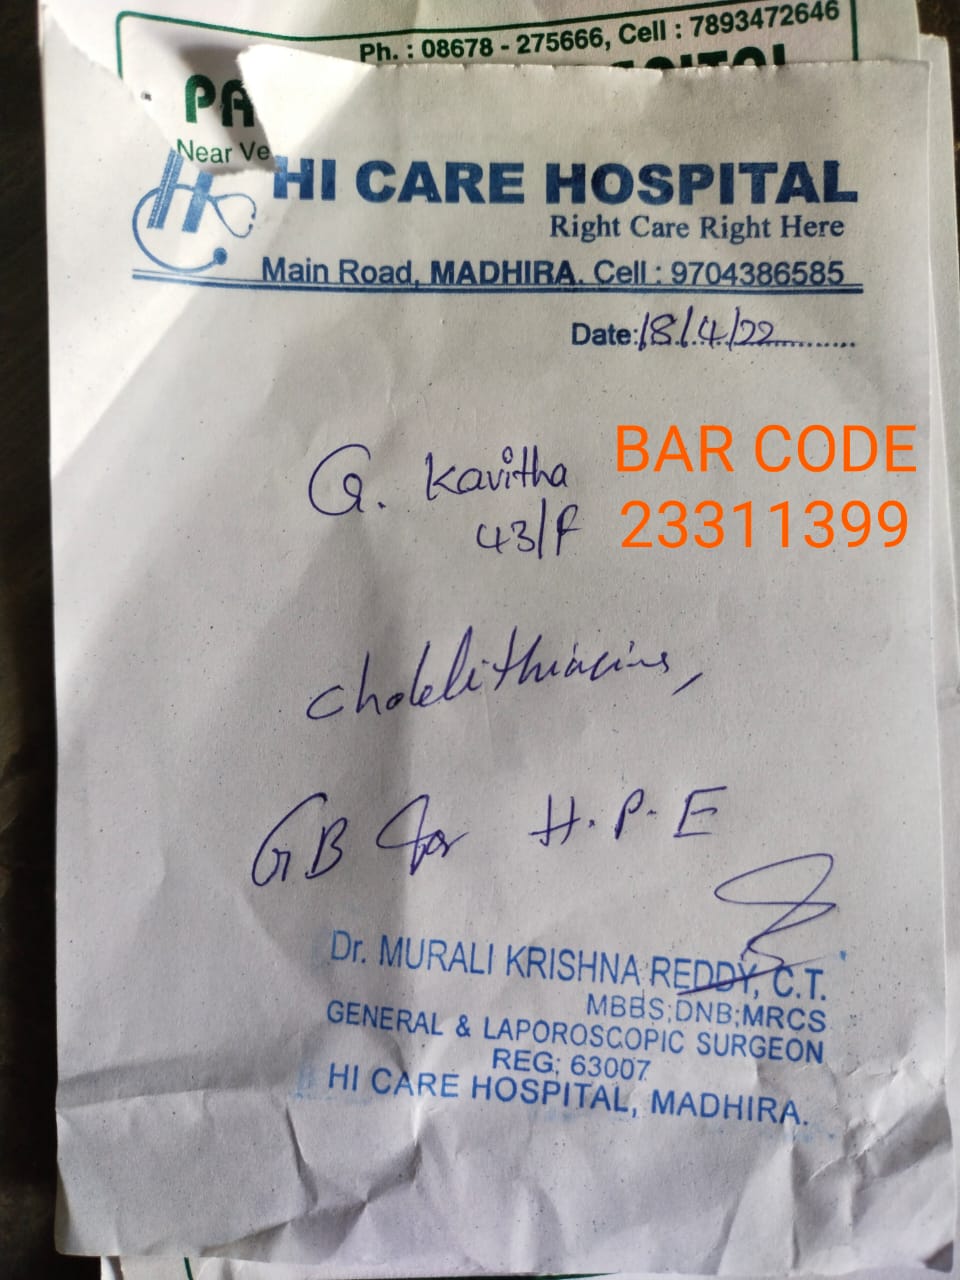 Ph. : 08678 - 275666, Cell : 7893472646
PA
Near Ve
HI CARE HOSPITAL
Right Care Right Here
Main Road, MADHIRA. Cell : 9704386585
Date: 18/4/22
G. Kavitha
43/F
BAR CODE
23311399
cholelithiacins,
GB for H.P.E
Dr. MURALI KRISHNA REDDY, C.T.
MBBS;DNB;MRCS
GENERAL & LAPOROSCOPIC SURGEON
REG: 63007
HI CARE HOSPITAL, MADHIRA.